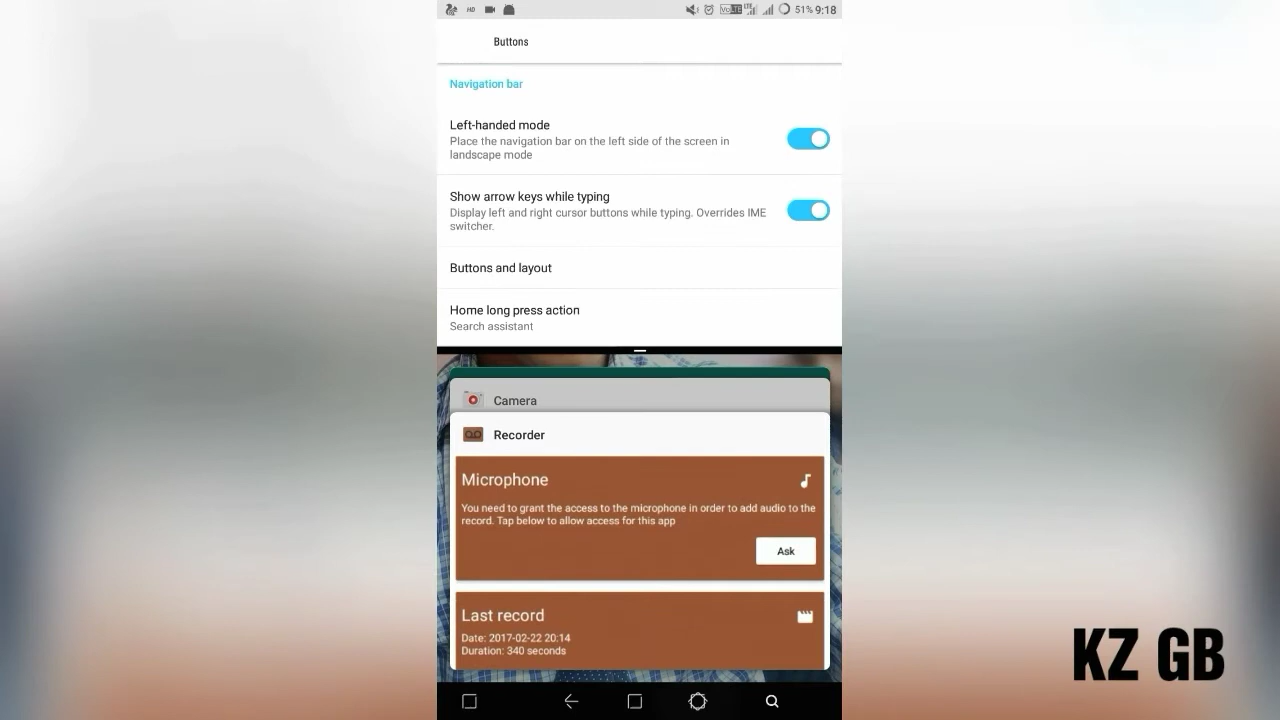 HD
VoLTE
LTE
51% 9:18
Buttons
Navigation bar
Left-handed mode
Place the navigation bar on the left side of the screen in
landscape mode
Show arrow keys while typing
Display left and right cursor buttons while typing. Overrides IME
switcher.
Buttons and layout
Home long press action
Search assistant
Camera
Recorder
Microphone
You need to grant the access to the microphone in order to add audio to the
record. Tap below to allow access for this app
Ask
Last record
Date: 2017-02-22 20:14
Duration: 340 seconds
KZ GB